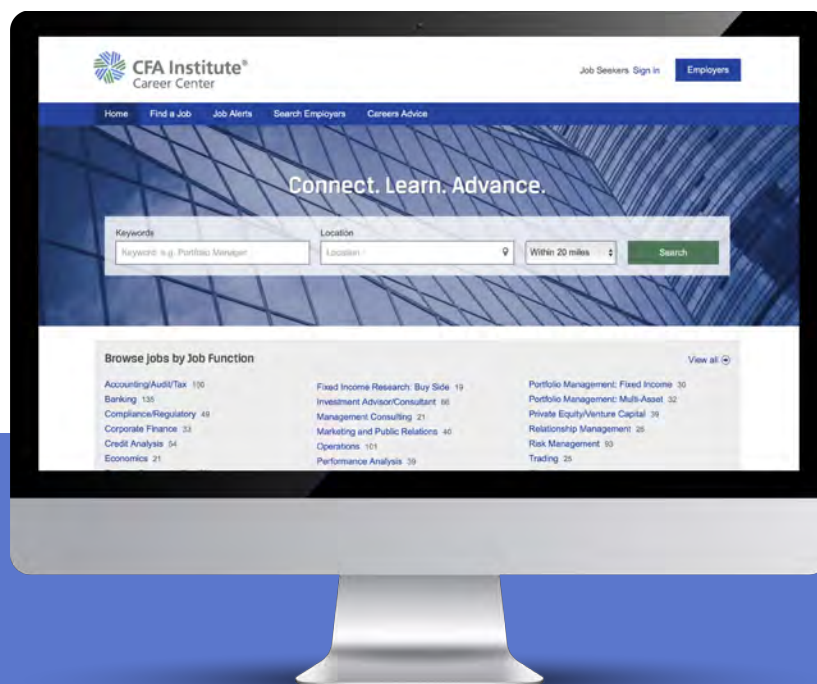 CFA Institute®
Career Center
Job Seekers Sign in
Employers
Home Find a Job Job Alerts Search Employers Careers Advice
Connect. Learn. Advance.
Keywords Location
Keyword e.g. Portfolio Manager Location Within 20 miles Search
Browse jobs by Job Function View all
Accounting/Audit/Tax
Banking 135
Compliance/Regulatory 49
Corporate Finance
Credit Analysis 54
Economics 21
Fixed Income Research: Buy Side 19
Investment Advisor/Consultant
Management Consulting 21
Marketing and Public Relations 40
Operations 101
Performance Analysis 39
Portfolio Management: Fixed Income 30
Portfolio Management: Multi-Asset 32
Private Equity/Venture Capital 39
Relationship Management
Risk Management
Trading 25